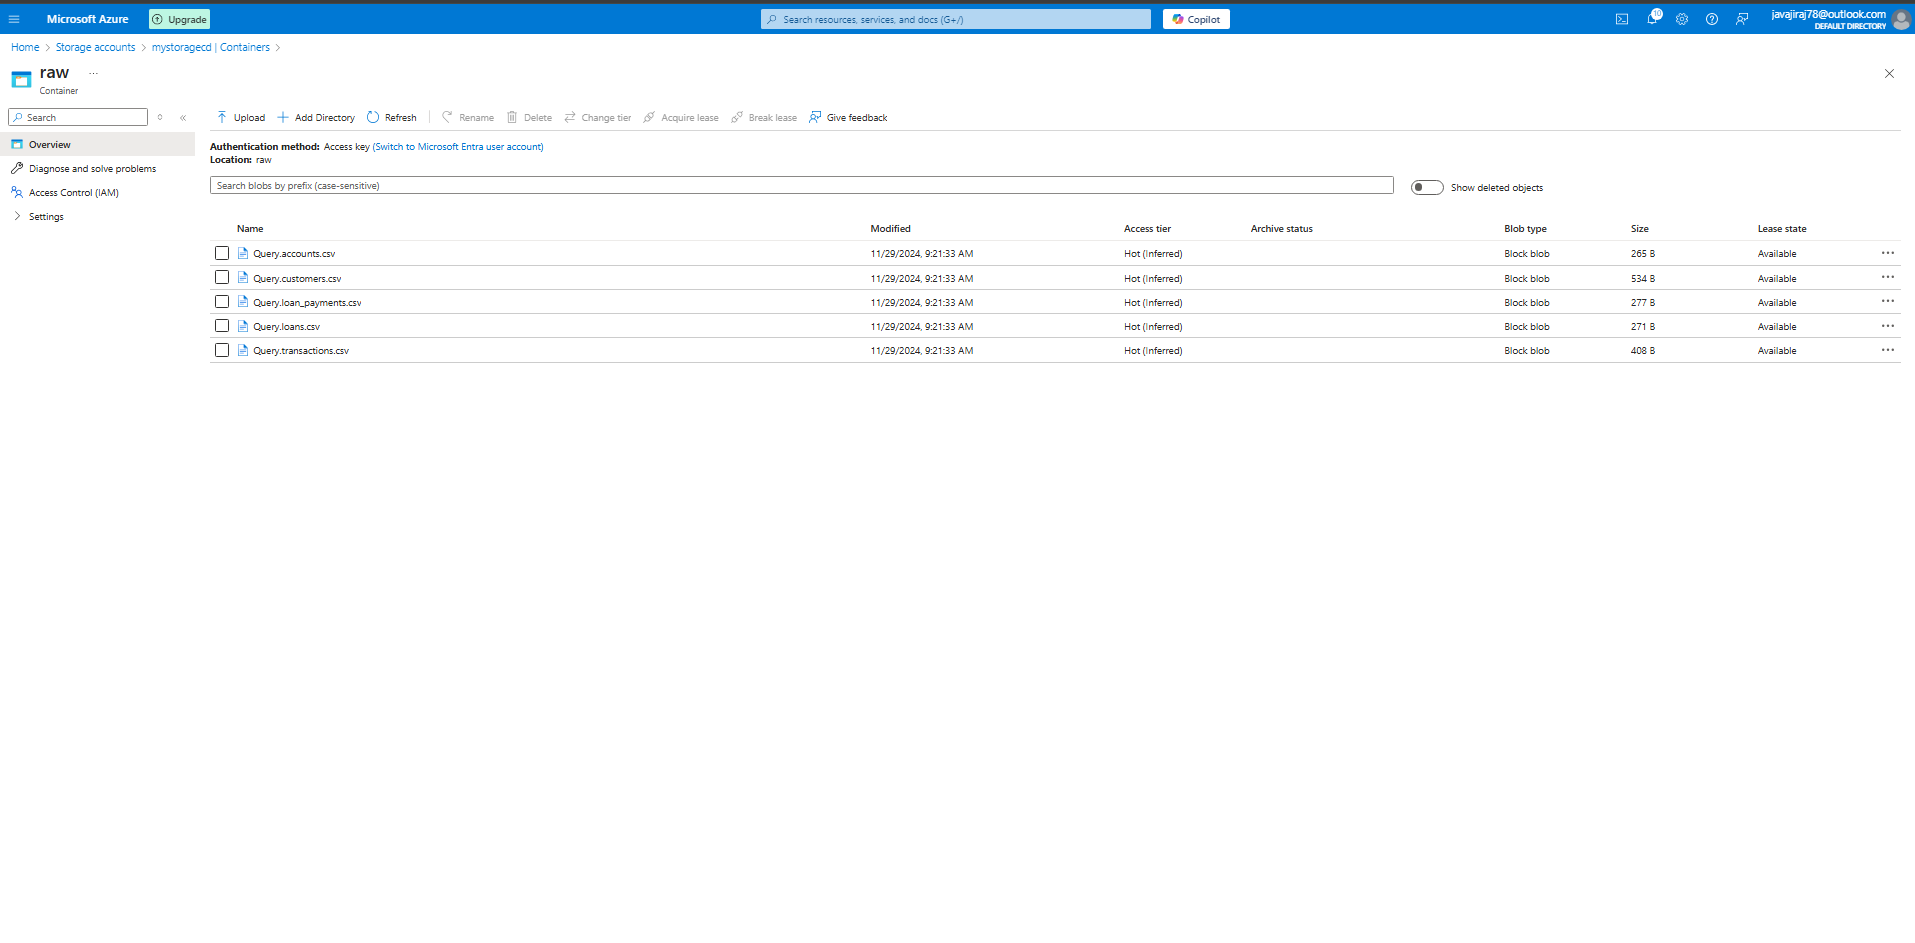 Microsoft Azure Upgrade Search resources, services, and docs (G+/) Copilot 10 javajiraj78@outlook.com
DEFAULT DIRECTORY
Home > Storage accounts > mystoragecd | Containers >
raw ...
Container
Search « Upload Add Directory Refresh Rename Delete Change tier Acquire lease Break lease Give feedback
Overview
Diagnose and solve problems
Access Control (IAM)
Settings
Authentication method: Access key (Switch to Microsoft Entra user account)
Location: raw
Search blobs by prefix (case-sensitive) Show deleted objects
Name Modified Access tier Archive status Blob type Size Lease state
Query.accounts.csv 11/29/2024, 9:21:33 AM Hot (Inferred) Block blob 265 B Available ...
Query.customers.csv 11/29/2024, 9:21:33 AM Hot (Inferred) Block blob 534 B Available ...
Query.loan_payments.csv 11/29/2024, 9:21:33 AM Hot (Inferred) Block blob 277 B Available ...
Query.loans.csv 11/29/2024, 9:21:33 AM Hot (Inferred) Block blob 271 B Available ...
Query.transactions.csv 11/29/2024, 9:21:33 AM Hot (Inferred) Block blob 408 B Available ...